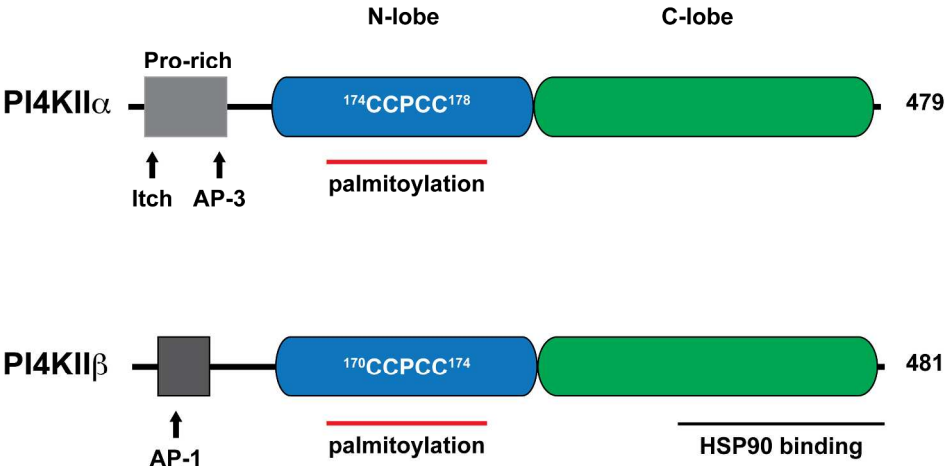 N-lobe
C-lobe
Pro-rich
PI4KIIα
¹⁷⁴CCPCC¹⁷⁸
479
palmitoylation
Itch
AP-3
PI4KIIβ
¹⁷⁰CCPCC¹⁷⁴
481
palmitoylation
HSP90 binding
AP-1